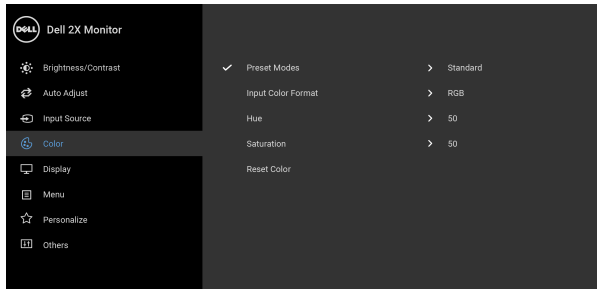 DELL Dell 2X Monitor
Brightness/Contrast
Auto Adjust
Input Source
Color
Display
Menu
Personalize
Others
Preset Modes Standard
Input Color Format RGB
Hue 50
Saturation 50
Reset Color